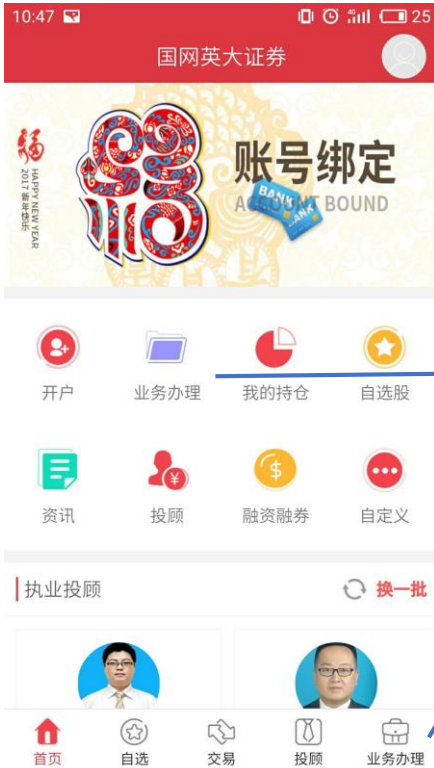 10:47
4G
25
国网英大证券
福
HAPPY NEW YEAR
2017 新年快乐
账号绑定
ACCOUNT BOUND
BANK
BANK
开户
业务办理
我的持仓
自选股
资讯
投顾
融资融券
自定义
执业投顾
换一批
首页
自选
交易
投顾
业务办理